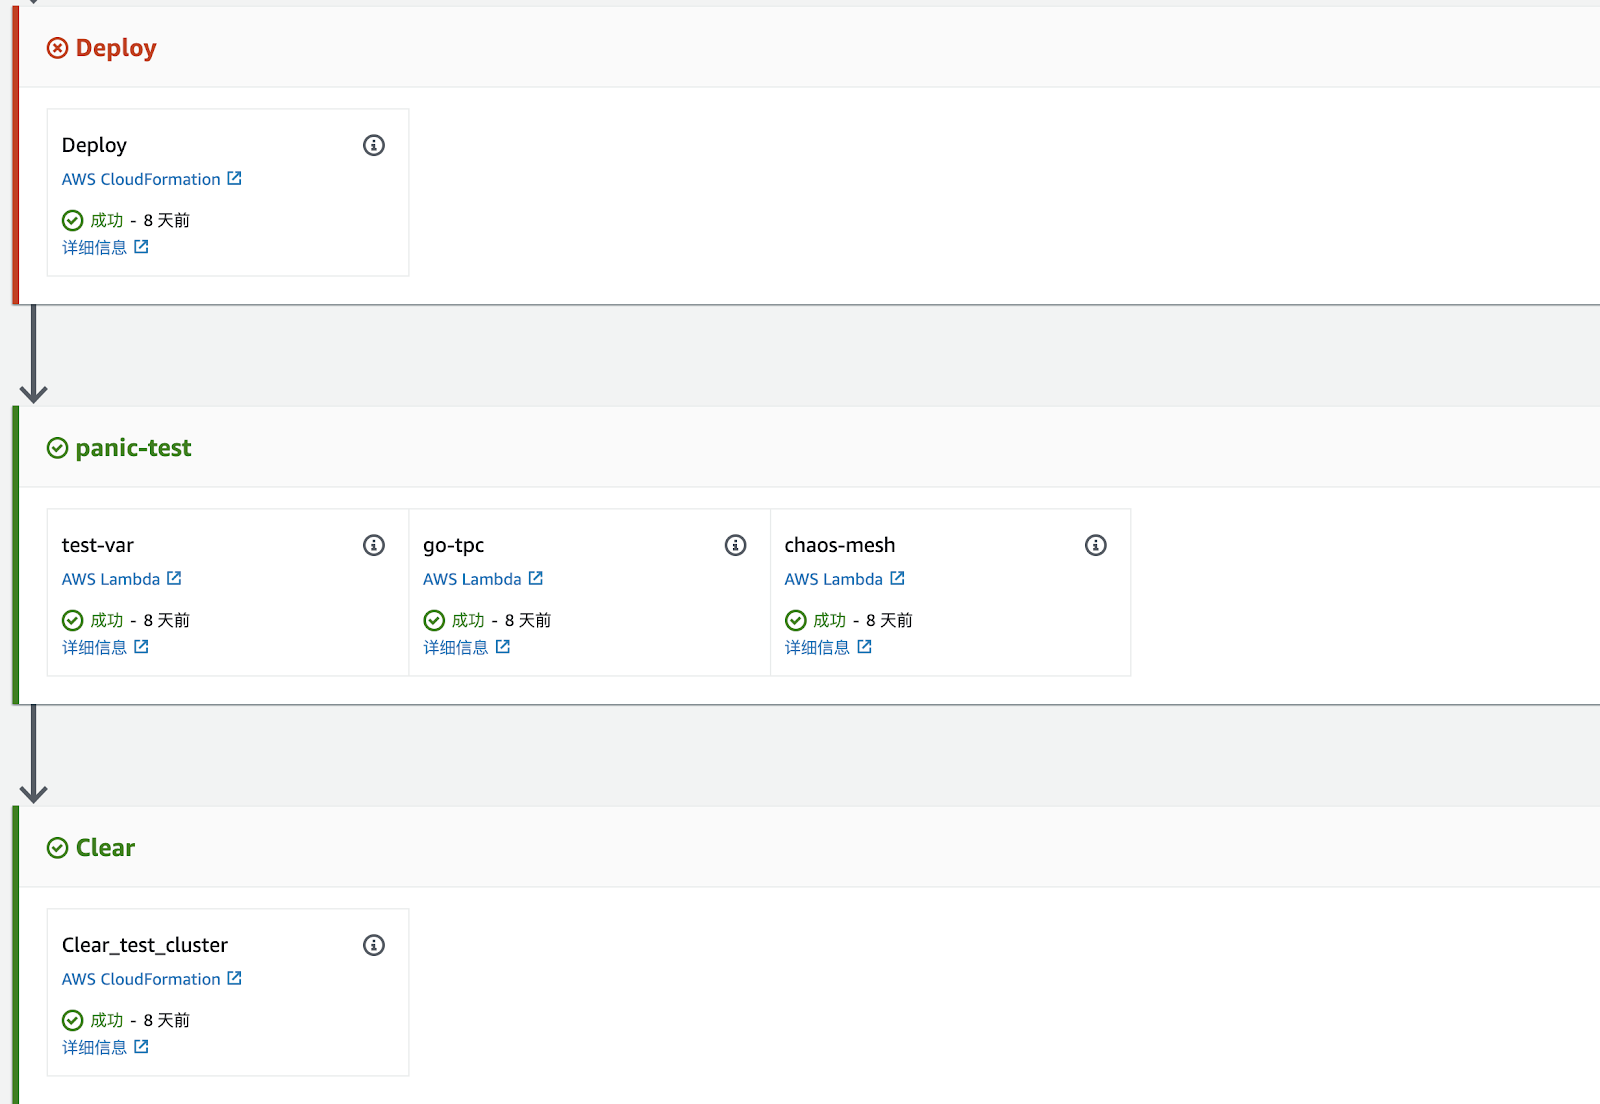 Deploy
Deploy
AWS CloudFormation
成功 - 8 天前
详细信息
panic-test
test-var
AWS Lambda
成功 - 8 天前
详细信息
go-tpc
AWS Lambda
成功 - 8 天前
详细信息
chaos-mesh
AWS Lambda
成功 - 8 天前
详细信息
Clear
Clear_test_cluster
AWS CloudFormation
成功 - 8 天前
详细信息